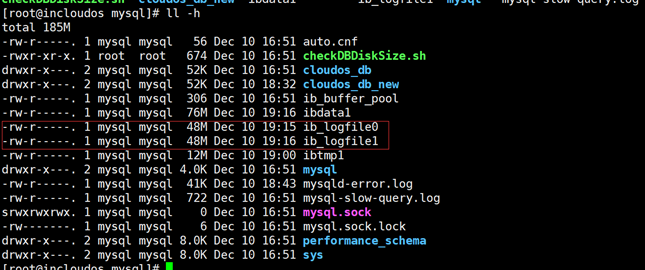 checkDBDiskSize.sh cloudos_db_new ibdata1 ib_logfile1 mysql mysql-slow-query.log
[root@incloudos mysql]# ll -h
total 185M
-rw-r-----. 1 mysql mysql 56 Dec 10 16:51 auto.cnf
-rwxr-xr-x. 1 root root 674 Dec 10 16:51 checkDBDiskSize.sh
drwxr-x---. 2 mysql mysql 52K Dec 10 16:51 cloudos_db
drwxr-x---. 2 mysql mysql 52K Dec 10 18:32 cloudos_db_new
-rw-r-----. 1 mysql mysql 306 Dec 10 16:51 ib_buffer_pool
-rw-r-----. 1 mysql mysql 76M Dec 10 19:16 ibdata1
-rw-r-----. 1 mysql mysql 48M Dec 10 19:15 ib_logfile0
-rw-r-----. 1 mysql mysql 48M Dec 10 19:16 ib_logfile1
-rw-r-----. 1 mysql mysql 12M Dec 10 19:00 ibtmp1
drwxr-x---. 2 mysql mysql 4.0K Dec 10 16:51 mysql
-rw-r-----. 1 mysql mysql 41K Dec 10 18:43 mysqld-error.log
-rw-r-----. 1 mysql mysql 722 Dec 10 16:51 mysql-slow-query.log
srwxrwxrwx. 1 mysql mysql 0 Dec 10 16:51 mysql.sock
-rw-------. 1 mysql mysql 6 Dec 10 16:51 mysql.sock.lock
drwxr-x---. 2 mysql mysql 8.0K Dec 10 16:51 performance_schema
drwxr-x---. 2 mysql mysql 8.0K Dec 10 16:51 sys
[root@incloudos mysql]#